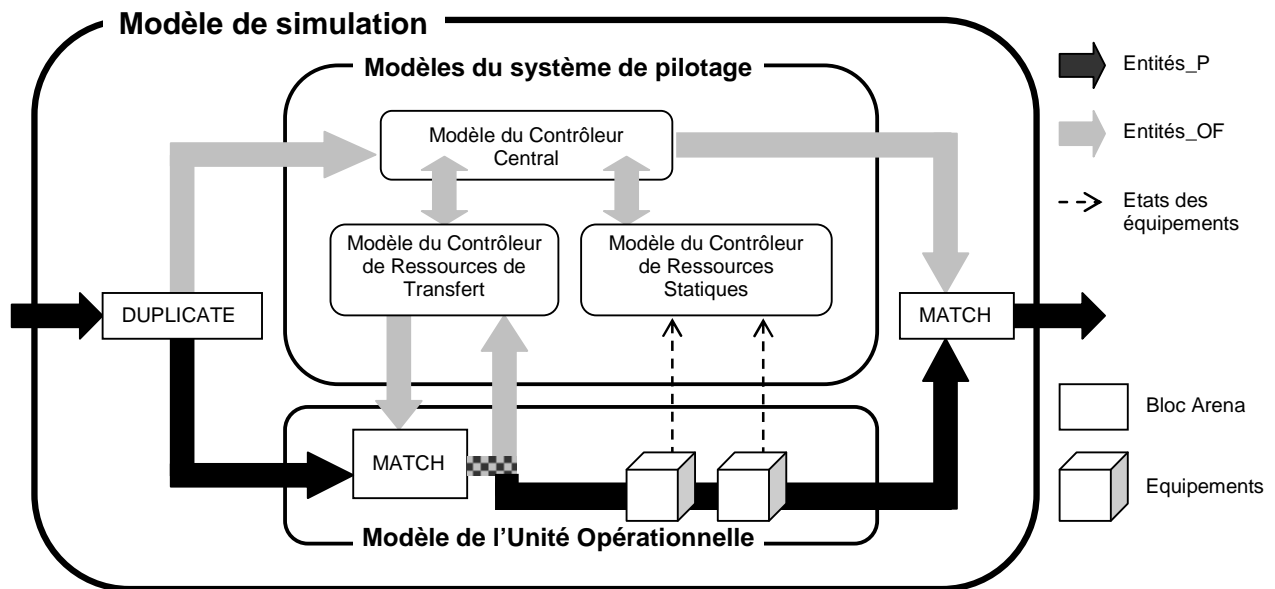 Modèle de simulation
Modèles du système de pilotage
Modèle du Contrôleur
Central
Modèle du Contrôleur
de Ressources de
Transfert
Modèle du Contrôleur
de Ressources
Statiques
DUPLICATE
MATCH
MATCH
Modèle de l'Unité Opérationnelle
Entités_P
Entités_OF
Etats des
équipements
Bloc Arena
Equipements